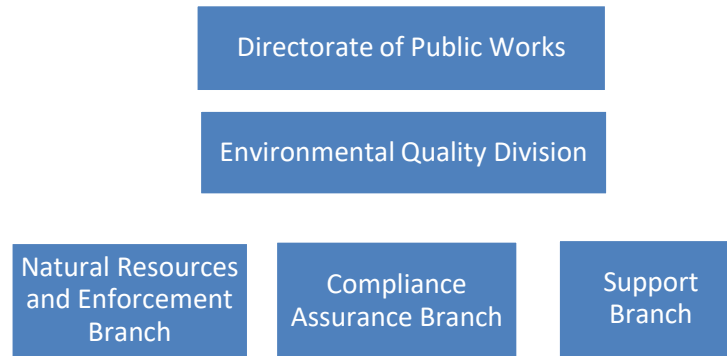 Directorate of Public Works
Environmental Quality Division
Natural Resources
and Enforcement
Branch
Compliance
Assurance Branch
Support
Branch